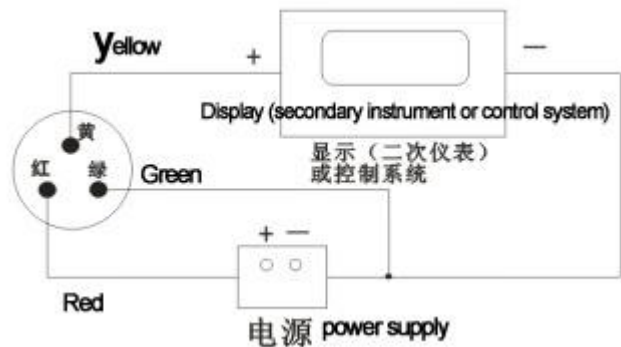 Yellow
+
—
Display (secondary instrument or control system)
显示（二次仪表）
或控制系统
黄
红
绿
Green
+ —
Red
电源 power supply